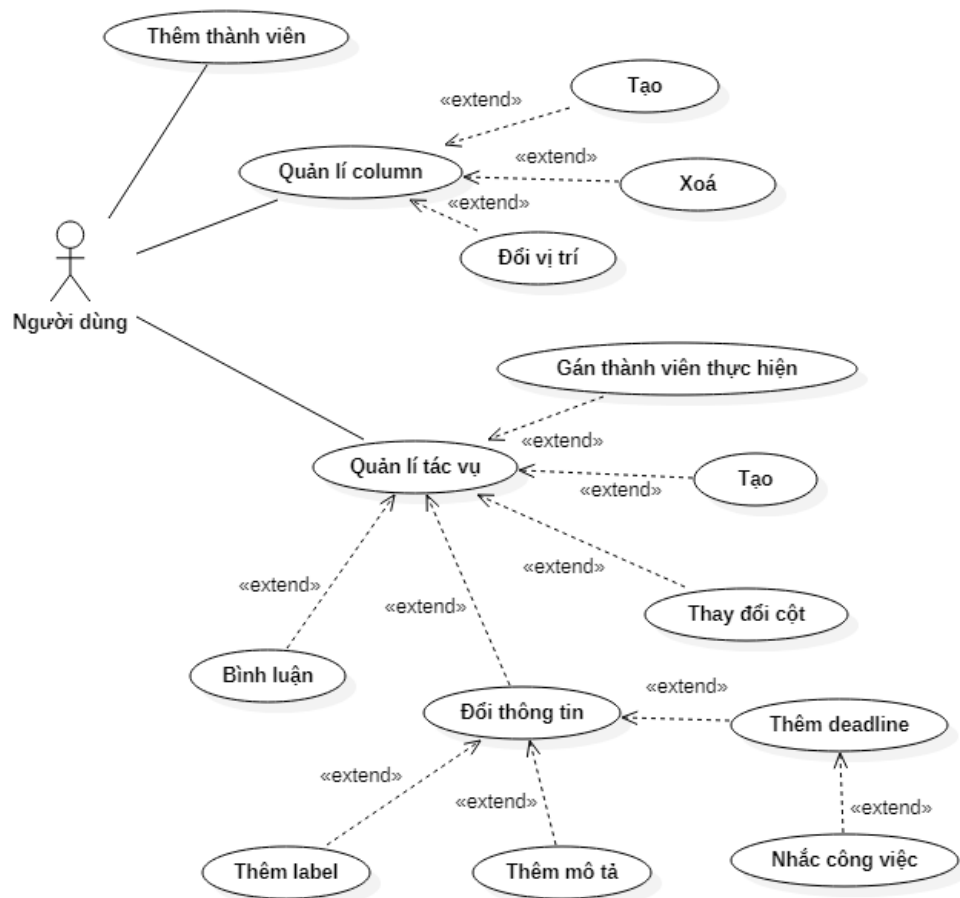 Thêm thành viên
Tạo
«extend»
«extend»
Quản lí column
Xoá
«extend»
Đổi vị trí
Người dùng
Gán thành viên thực hiện
«extend»
Quản lí tác vụ
Tạo
«extend»
«extend»
«extend»
«extend»
Thay đổi cột
Bình luận
«extend»
Đổi thông tin
Thêm deadline
«extend»
«extend»
«extend»
Thêm label
Thêm mô tả
Nhắc công việc